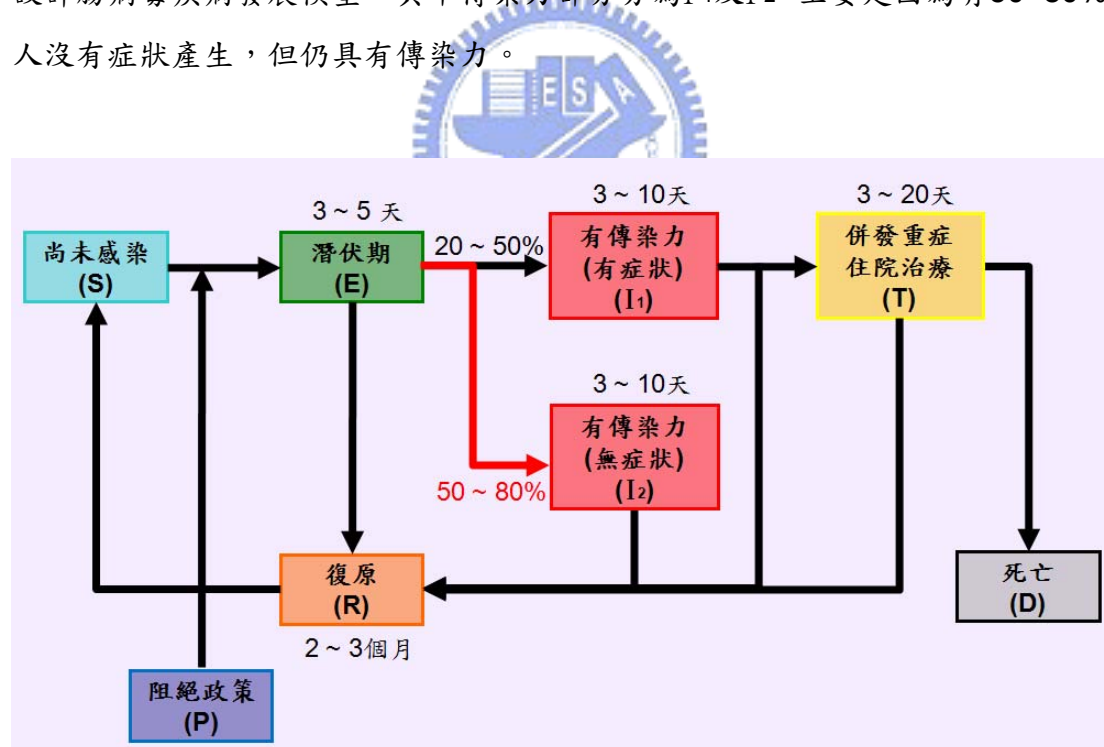 人沒有症狀產生,但仍具有傳染力。
ESA
3 ~ 5 天
3 ~ 10天
3 ~ 20天
尚未感染
(S)
潛伏期
(E)
20 ~ 50%
有傳染力
(有症狀)
(I1)
併發重症
住院治療
(T)
3 ~ 10天
有傳染力
(無症狀)
(I2)
50 ~ 80%
復原
(R)
2 ~ 3個月
死亡
(D)
阻絕政策
(P)